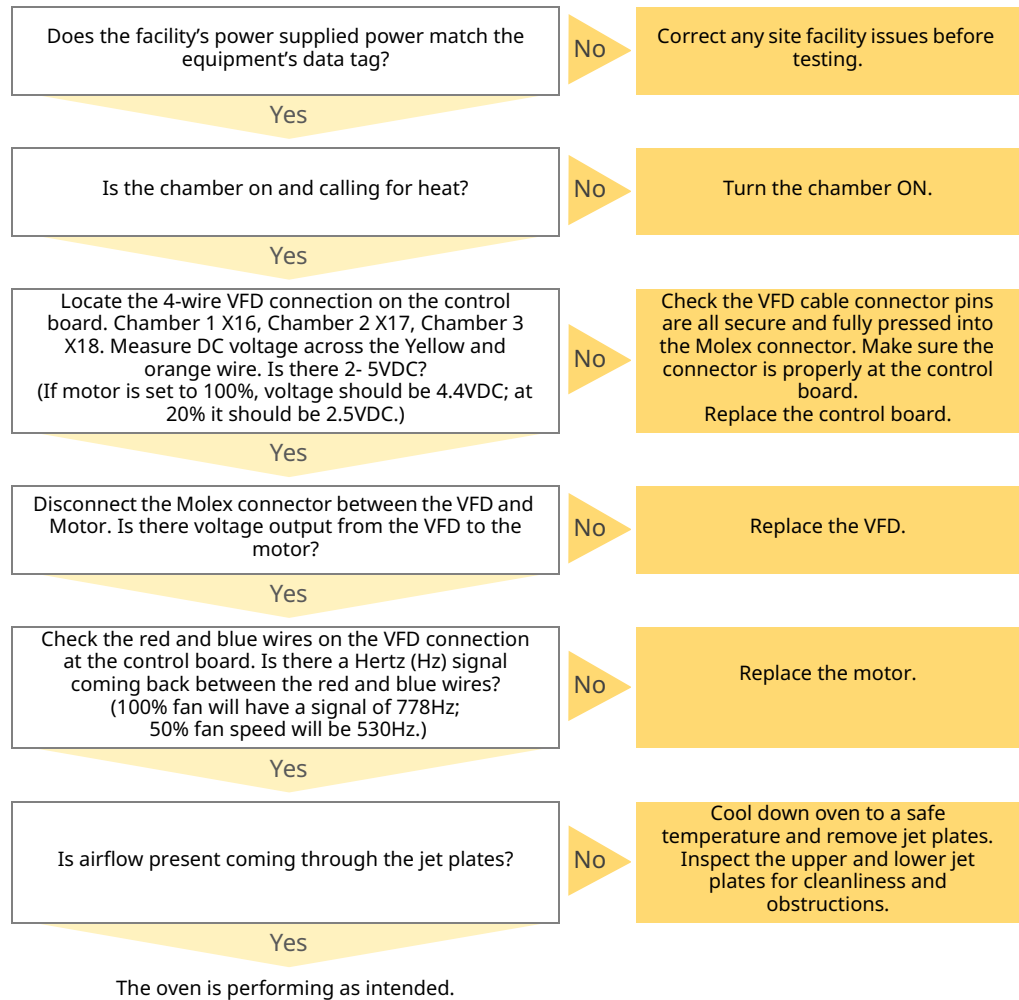 Does the facility's power supplied power match the
equipment's data tag?
No
Correct any site facility issues before
testing.
Yes
Is the chamber on and calling for heat?
No
Turn the chamber ON.
Yes
Locate the 4-wire VFD connection on the control
board. Chamber 1 X16, Chamber 2 X17, Chamber 3
X18. Measure DC voltage across the Yellow and
orange wire. Is there 2- 5VDC?
(If motor is set to 100%, voltage should be 4.4VDC; at
20% it should be 2.5VDC.)
No
Check the VFD cable connector pins
are all secure and fully pressed into
the Molex connector. Make sure the
connector is properly at the control
board.
Replace the control board.
Yes
Disconnect the Molex connector between the VFD and
Motor. Is there voltage output from the VFD to the
motor?
No
Replace the VFD.
Yes
Check the red and blue wires on the VFD connection
at the control board. Is there a Hertz (Hz) signal
coming back between the red and blue wires?
(100% fan will have a signal of 778Hz;
50% fan speed will be 530Hz.)
No
Replace the motor.
Yes
Is airflow present coming through the jet plates?
No
Cool down oven to a safe
temperature and remove jet plates.
Inspect the upper and lower jet
plates for cleanliness and
obstructions.
Yes
The oven is performing as intended.